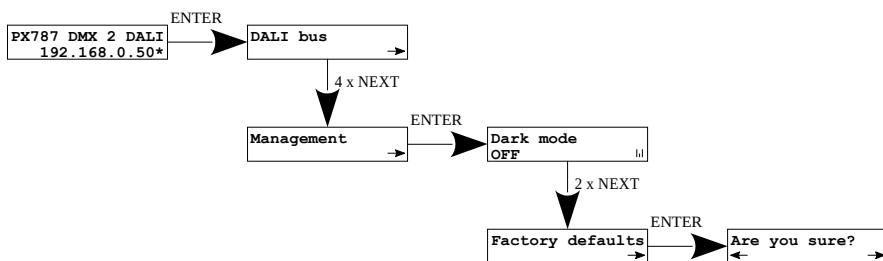 ENTER
PX787 DMX 2 DALI
192.168.0.50*
DALI bus
4 x NEXT
Management
ENTER
Dark mode
OFF
2 x NEXT
Factory defaults
ENTER
Are you sure?